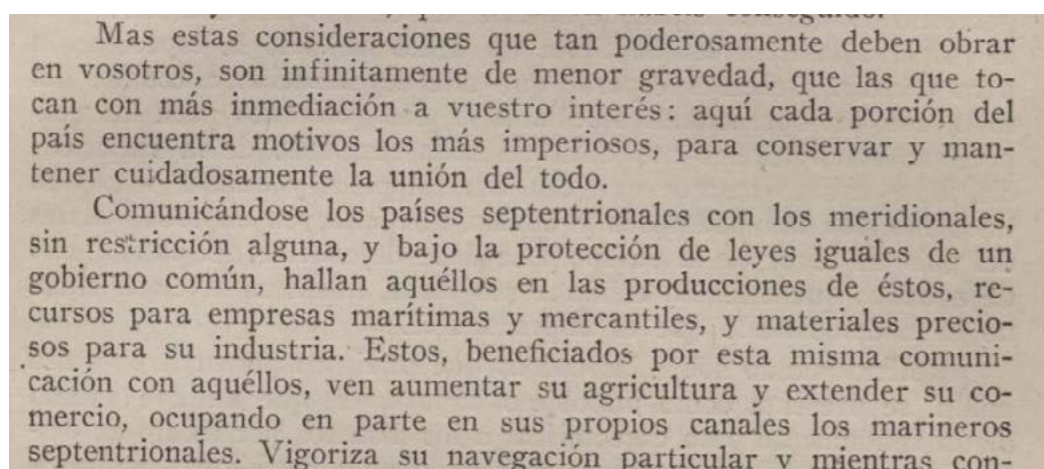 Mas estas consideraciones que tan poderosamente deben obrar
en vosotros, son infinitamente de menor gravedad, que las que to-
can con más inmediación a vuestro interés: aquí cada porción del
país encuentra motivos los más imperiosos, para conservar y man-
tener cuidadosamente la unión del todo.
Comunicándose los países septentrionales con los meridionales,
sin restricción alguna, y bajo la protección de leyes iguales de un
gobierno común, hallan aquéllos en las producciones de éstos, re-
cursos para empresas marítimas y mercantiles, y materiales precio-
sos para su industria. Estos, beneficiados por esta misma comuni-
cación con aquéllos, ven aumentar su agricultura y extender su co-
mercio, ocupando en parte en sus propios canales los marineros
septentrionales. Vigoriza su navegación particular y mientras con-